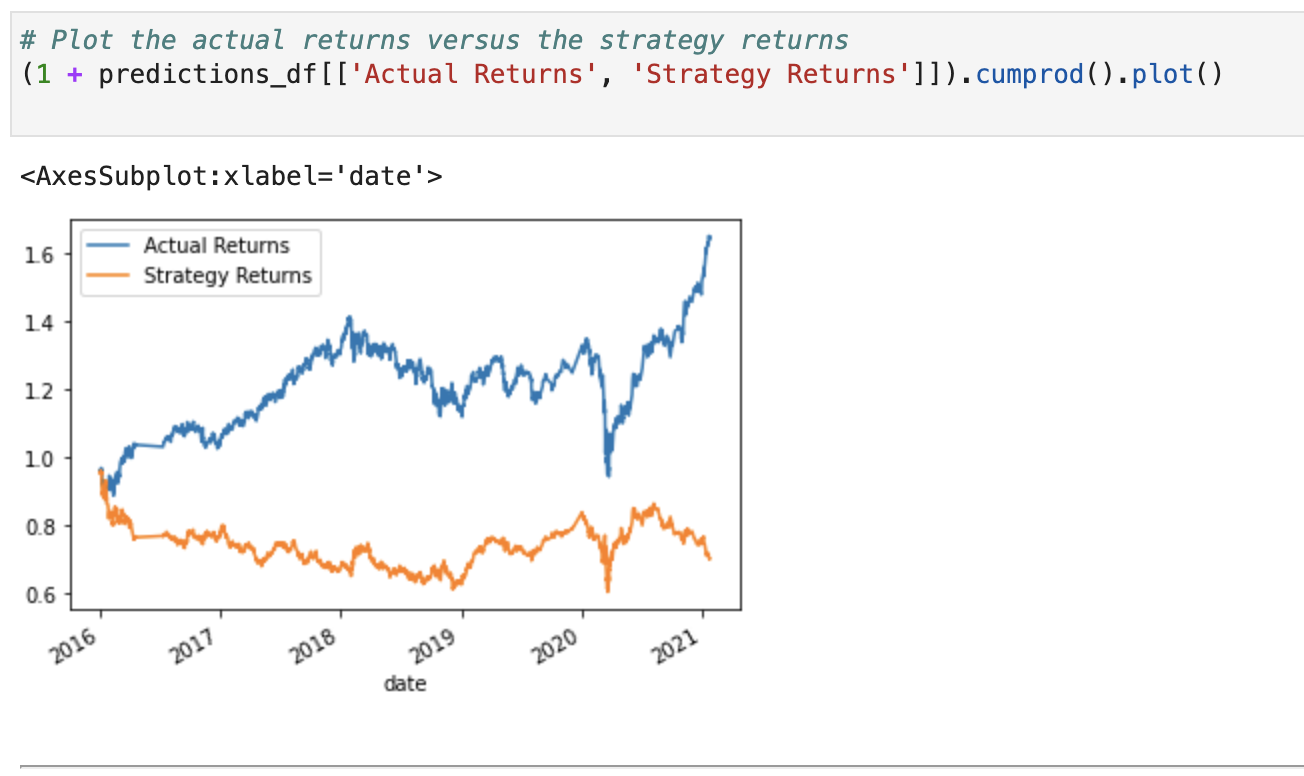 # Plot the actual returns versus the strategy returns
(1 + predictions_df[['Actual Returns', 'Strategy Returns']]).cumprod().plot()
<AxesSubplot:xlabel='date'>
Actual Returns
Strategy Returns
1.6
1.4
1.2
1.0
0.8
0.6
2016
2017
2018
2019
2020
2021
date